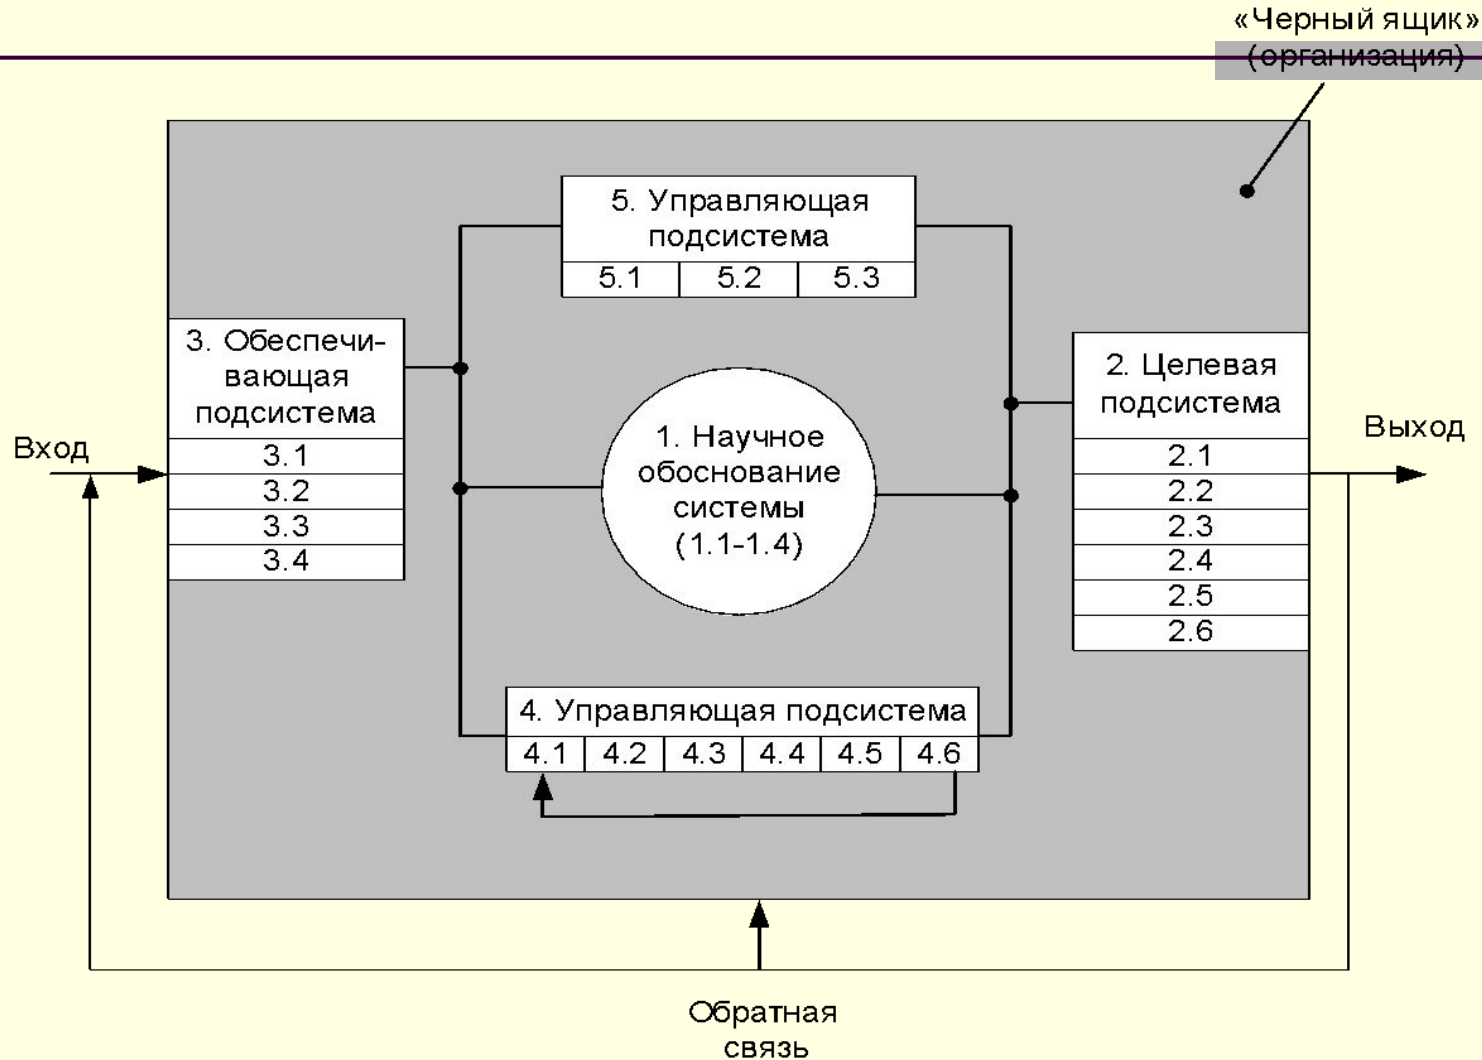 «Черный ящик»
(организация)
5. Управляющая
подсистема
5.1 5.2 5.3
3. Обеспечи-
вающая
подсистема
3.1
3.2
3.3
3.4
Вход
1. Научное
обоснование
системы
(1.1-1.4)
2. Целевая
подсистема
2.1
2.2
2.3
2.4
2.5
2.6
Выход
4. Управляющая подсистема
4.1 4.2 4.3 4.4 4.5 4.6
Обратная
связь